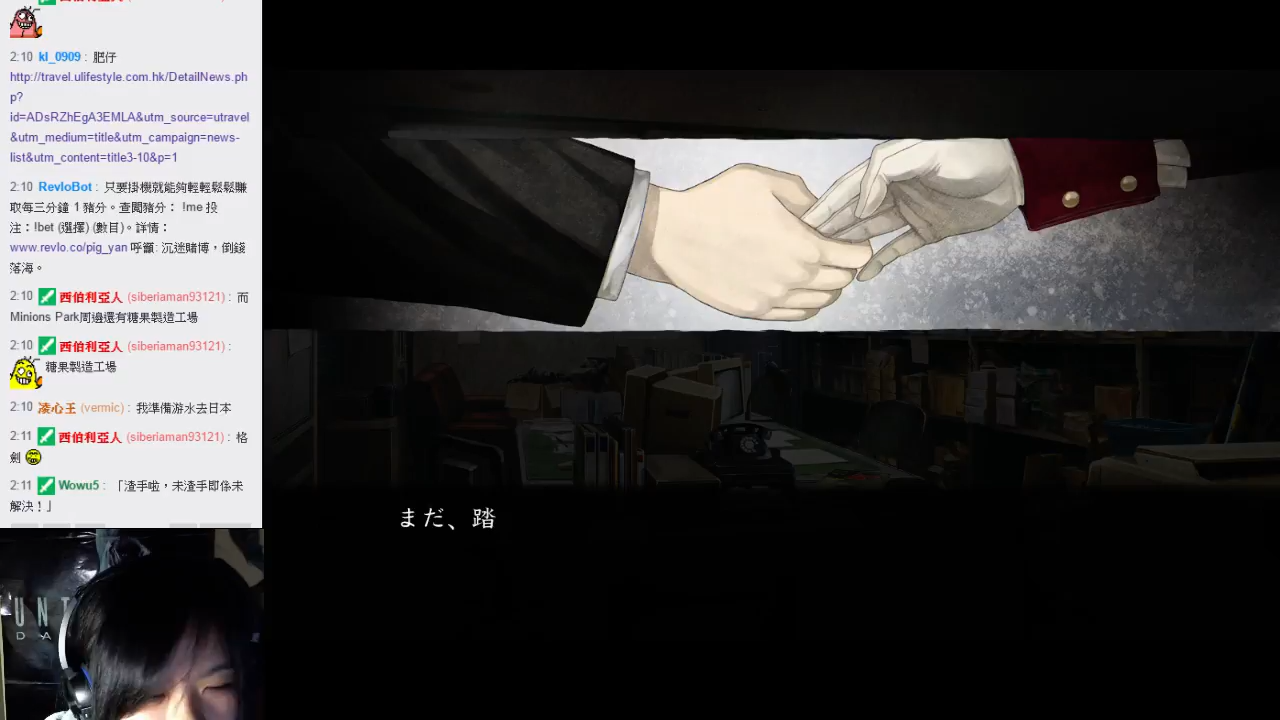 2:10 kl_0909 : 肥仔
http://travel.ulifestyle.com.hk/DetailNews.ph
p?
id=ADsRZhEgA3EMLA&utm_source=utravel
&utm_medium=title&utm_campaign=news-
list&utm_content=title3-10&p=1
2:10 RevloBot : 只要掛機就能夠輕輕鬆鬆賺
取每三分鐘 1 豬分。查閱豬分： !me 投
注：!bet (選擇) (數目)。詳情：
www.revlo.co/pig_yan 呼籲: 沉迷賭博，倒錢
落海。
2:10 西伯利亞人 (siberiaman93121) : 而
Minions Park周邊還有糖果製造工場
2:10 西伯利亞人 (siberiaman93121) :
糖果製造工場
2:10 凌心王 (vermic) : 我準備游水去日本
2:11 西伯利亞人 (siberiaman93121) : 格
劍
2:11 Wowu5 : 「渣手啦，未渣手即係未
解決！」
まだ、踏
UNT
DA